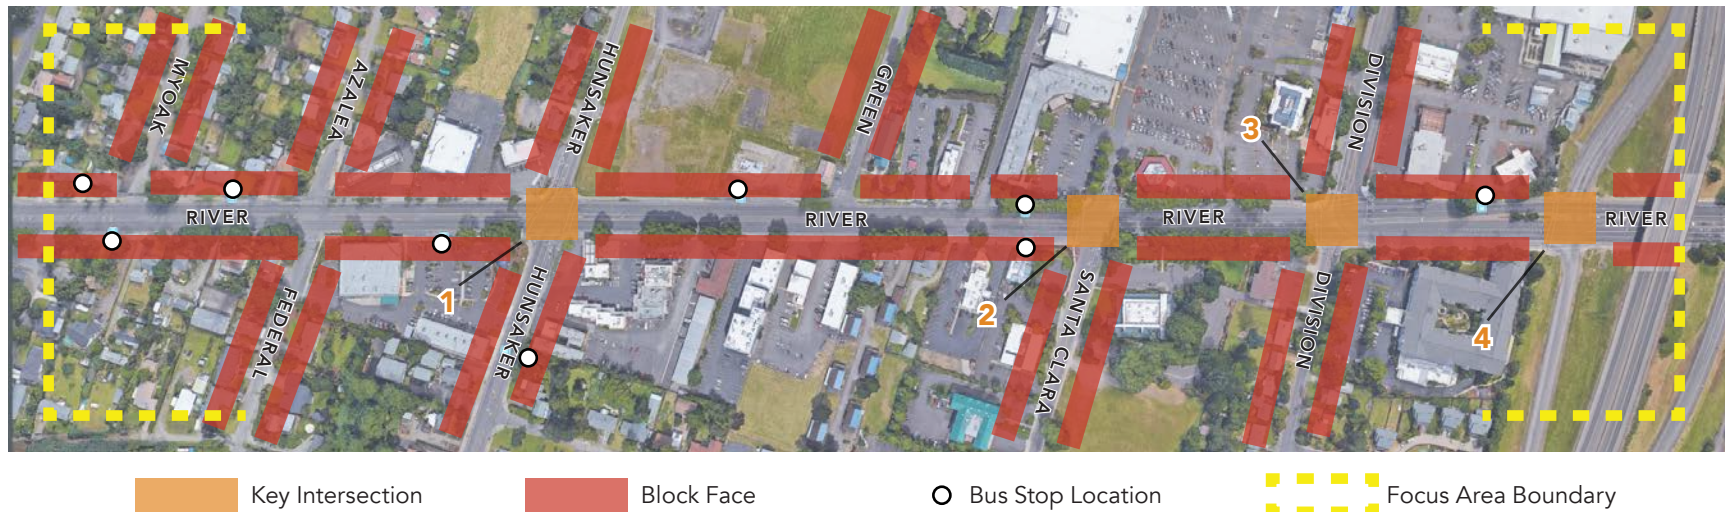 MYOAK
AZALEA
HUNSAKER
GREEN
DIVISION
3
RIVER
RIVER
RIVER
RIVER
1
FEDERAL
HUNSAKER
2
SANTA CLARA
DIVISION
4
Key Intersection
Block Face
Bus Stop Location
Focus Area Boundary